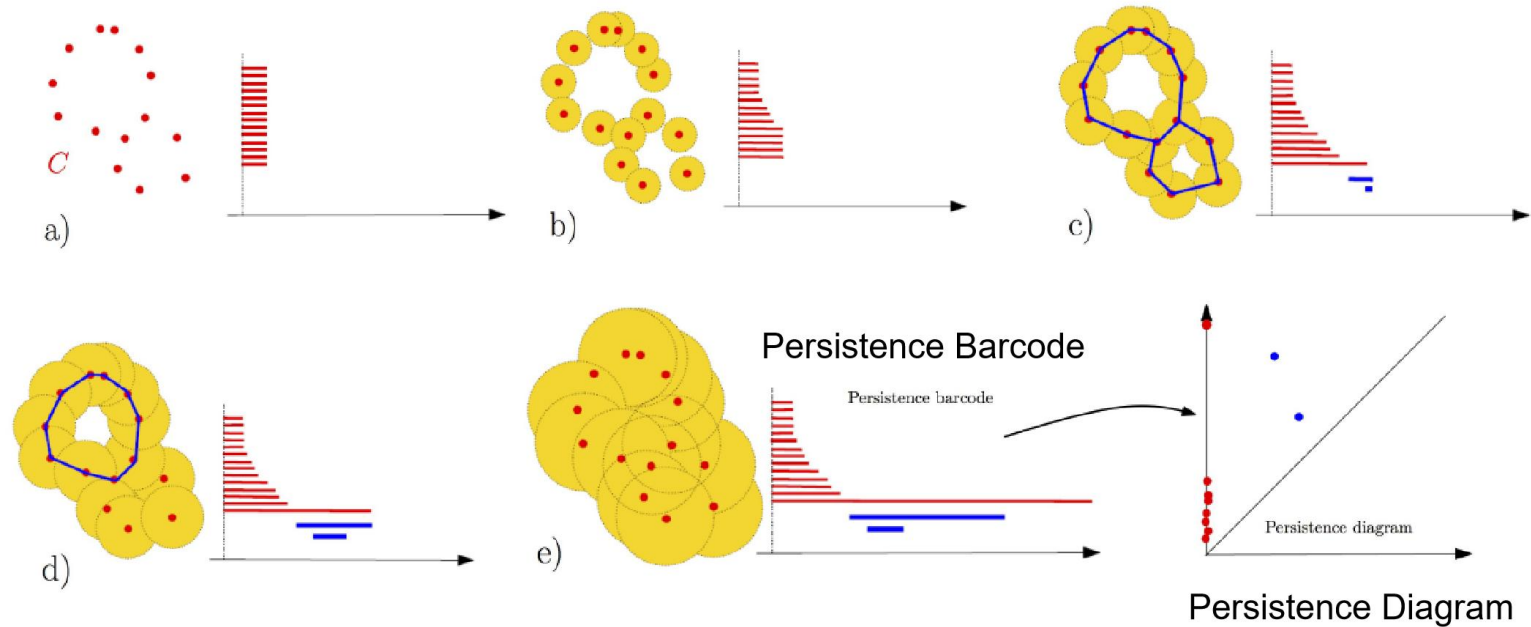 C
a)
b)
c)
d)
e)
Persistence Barcode
Persistence barcode
Persistence diagram
Persistence Diagram